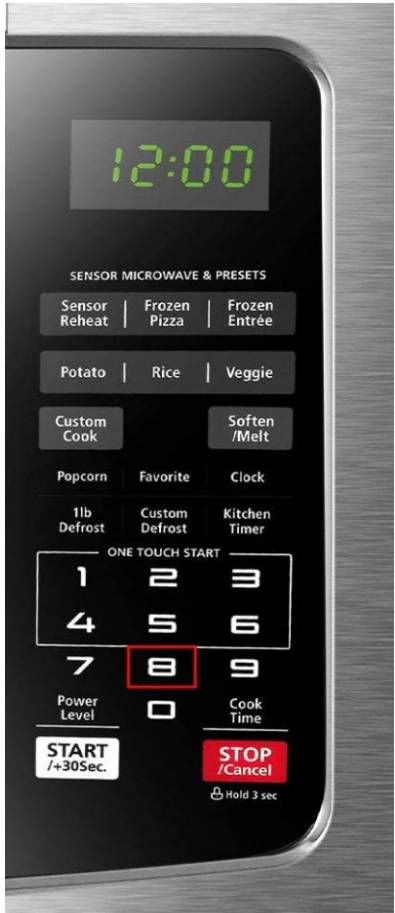 12:00
SENSOR MICROWAVE & PRESETS
Sensor Reheat | Frozen Pizza | Frozen Entrée
Potato | Rice | Veggie
Custom Cook
Soften /Melt
Popcorn Favorite Clock
1lb Defrost Custom Defrost Kitchen Timer
ONE TOUCH START
1 2 3
4 5 6
7 8 9
Power Level 0 Cook Time
START /+30Sec.
STOP /Cancel
Hold 3 sec